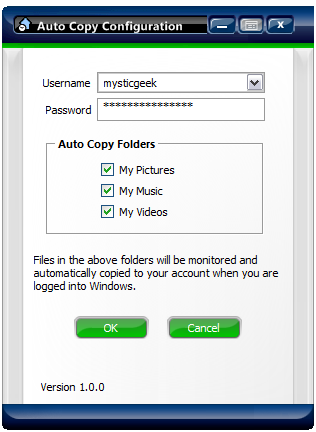 Auto Copy Configuration
Username mysticgeek
Password ***************
Auto Copy Folders
My Pictures
My Music
My Videos
Files in the above folders will be monitored and
automatically copied to your account when you are
logged into Windows.
OK Cancel
Version 1.0.0